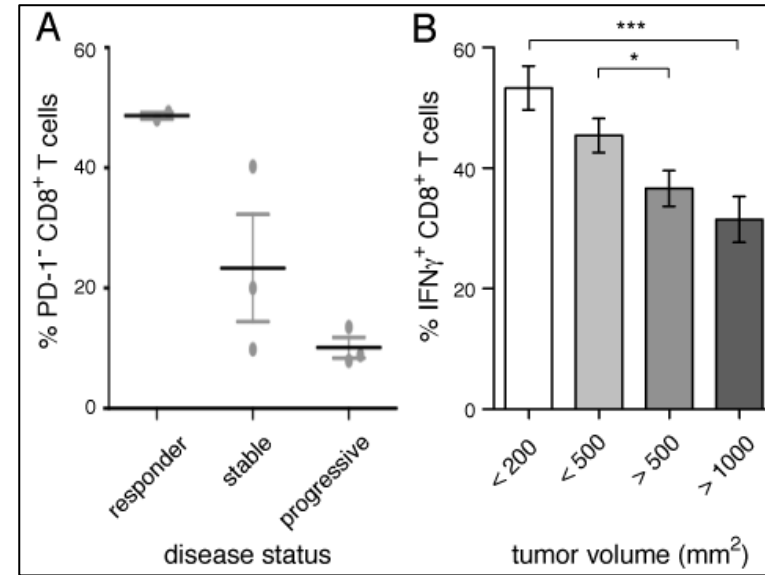 A
% PD-1⁻ CD8⁺ T cells
60
40
20
0
responder
stable
progressive
disease status
B
% IFNγ⁺ CD8⁺ T cells
60
40
20
0
***
*
< 200
< 500
> 500
> 1000
tumor volume (mm²)